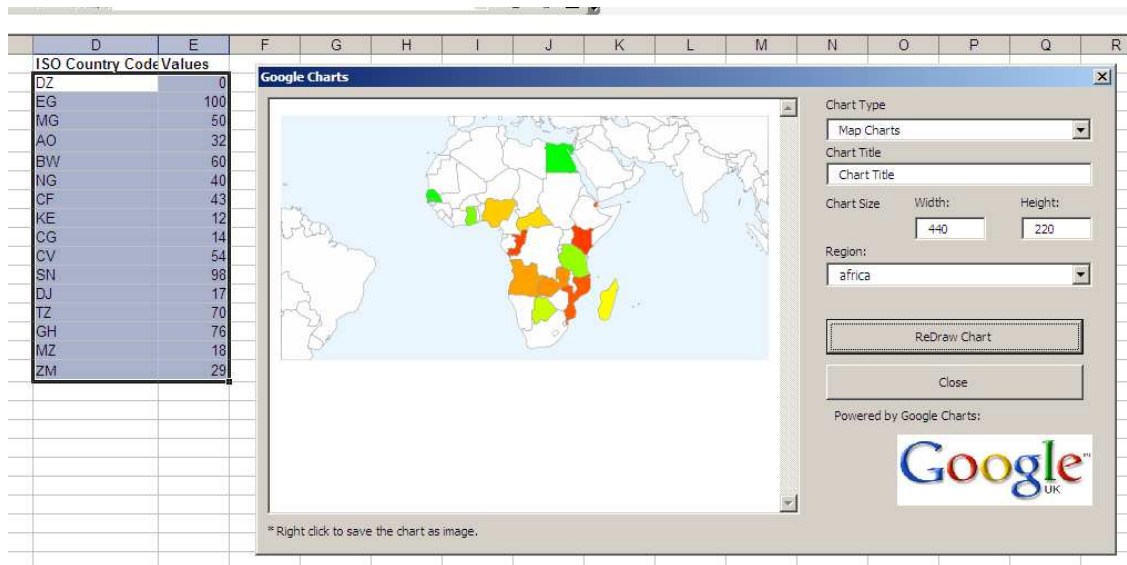 D E F G H I J K L M N O P Q R
ISO Country Code Values
DZ 0
EG 100
MG 50
AO 32
BW 60
NG 40
CF 43
KE 12
CG 14
CV 54
SN 98
DJ 17
TZ 70
GH 76
MZ 18
ZM 29
Google Charts
Chart Type
Map Charts
Chart Title
Chart Title
Chart Size Width: Height:
440 220
Region:
africa
ReDraw Chart
Close
Powered by Google Charts:
Google TM
UK
* Right click to save the chart as image.